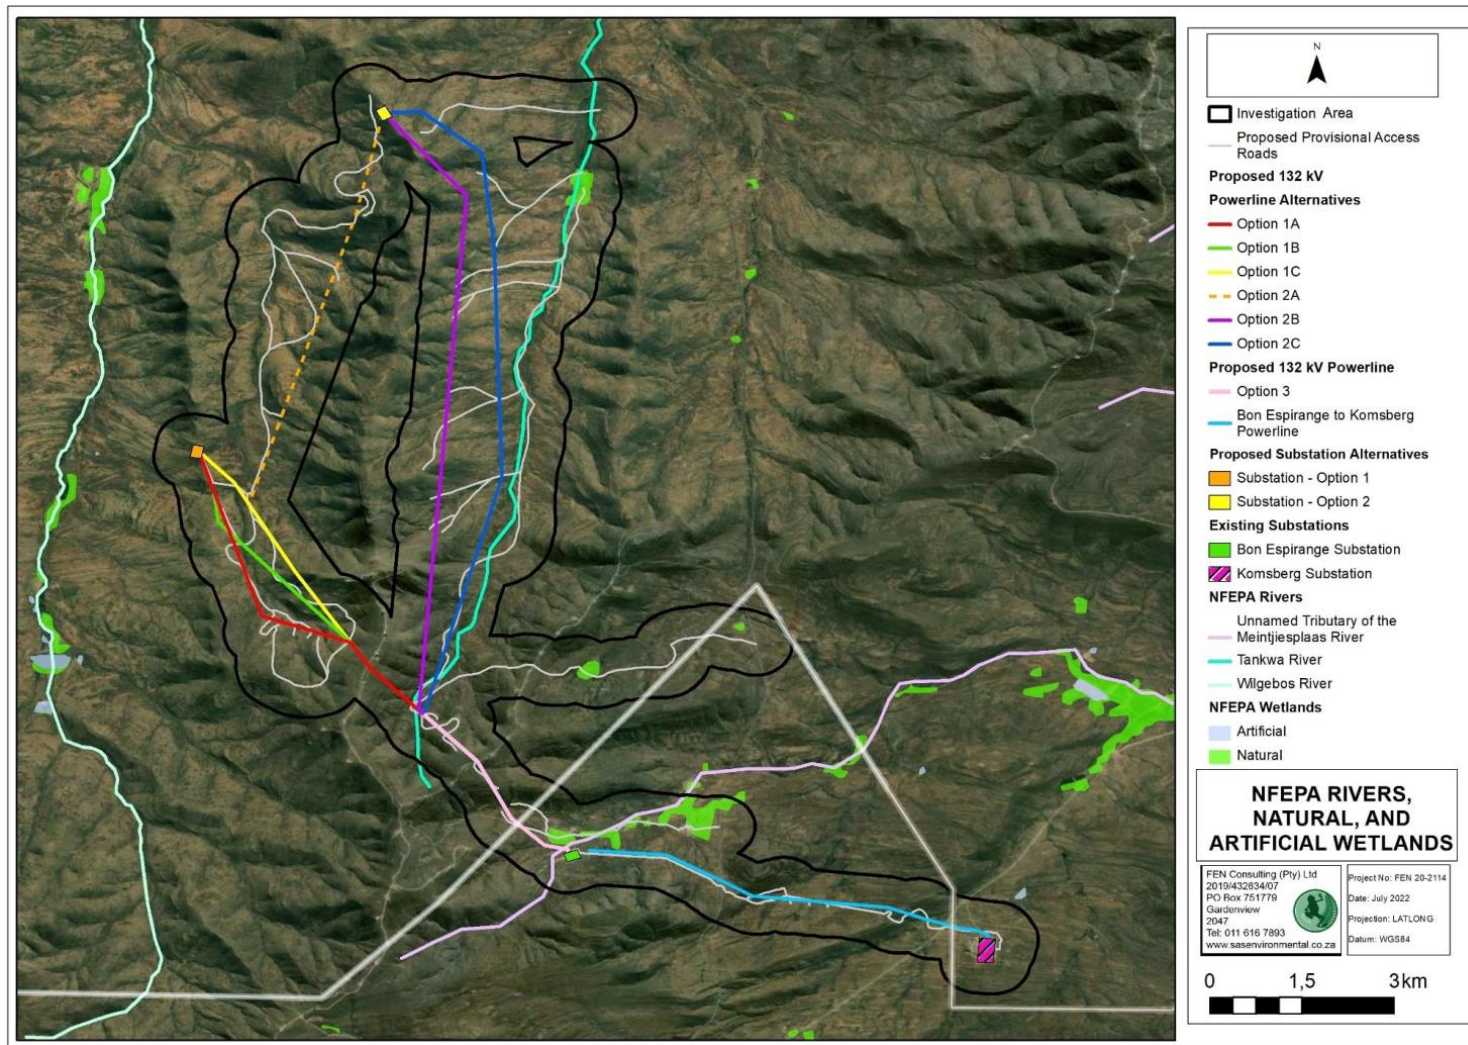 N
Investigation Area
Proposed Provisional Access
Roads
Proposed 132 kV
Powerline Alternatives
Option 1A
Option 1B
Option 1C
Option 2A
Option 2B
Option 2C
Proposed 132 kV Powerline
Option 3
Bon Espirange to Komsberg
Powerline
Proposed Substation Alternatives
Substation - Option 1
Substation - Option 2
Existing Substations
Bon Espirange Substation
Komsberg Substation
NFEPA Rivers
Unnamed Tributary of the
Meintjiesplaas River
Tankwa River
Wilgebos River
NFEPA Wetlands
Artificial
Natural
NFEPA RIVERS,
NATURAL, AND
ARTIFICIAL WETLANDS
FEN Consulting (Pty) Ltd
2019/432634/07
PO Box 751779
Gardenview
2047
Tel: 011 616 7893
www.sasenvironmental.co.za
Project No: FEN 20-2114
Date: July 2022
Projection: LATLONG
Datum: WGS84
0 1,5 3 km